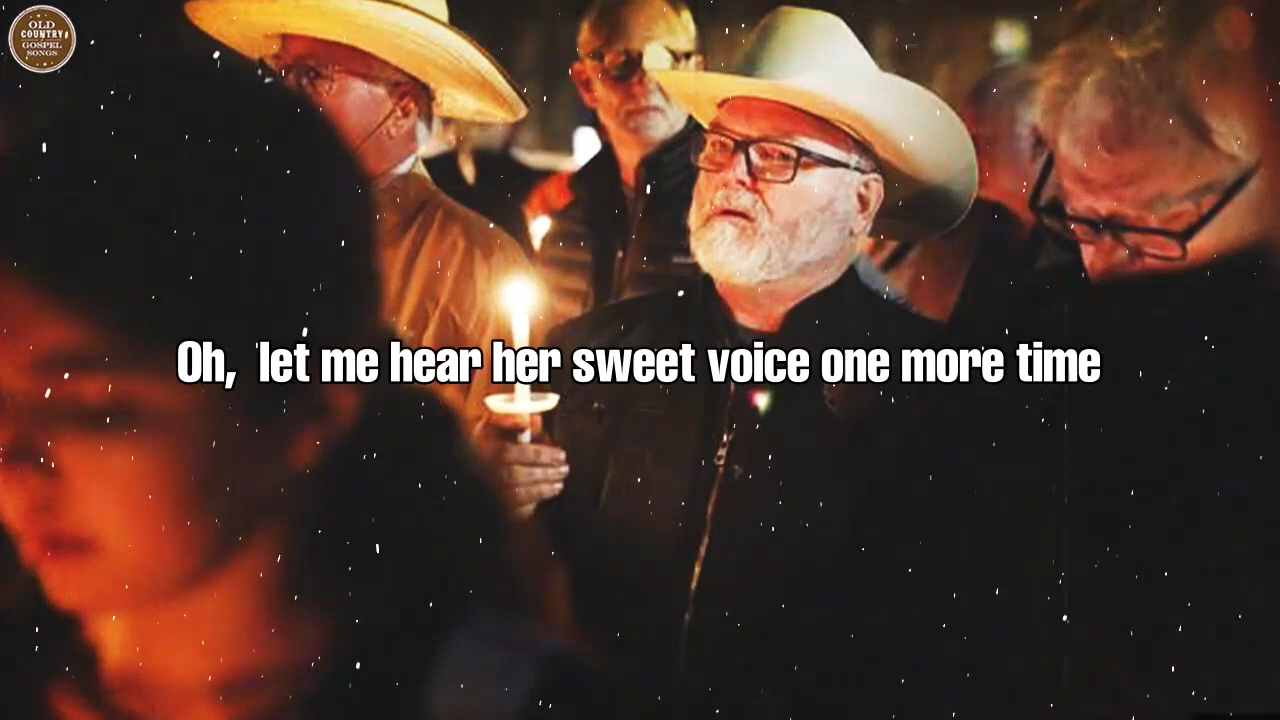 OLD
COUNTRY
GOSPEL
SONGS
Oh, let me hear her sweet voice one more time